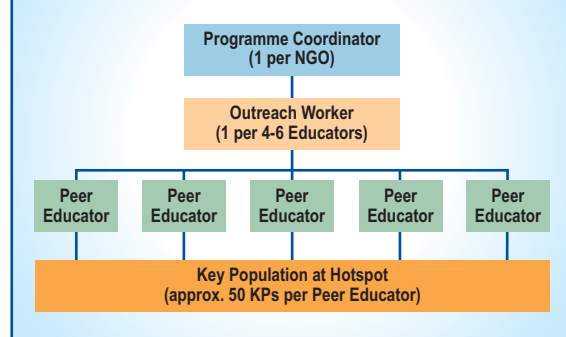 Programme Coordinator
(1 per NGO)
Outreach Worker
(1 per 4-6 Educators)
Peer
Educator
Peer
Educator
Peer
Educator
Peer
Educator
Peer
Educator
Key Population at Hotspot
(approx. 50 KPs per Peer Educator)